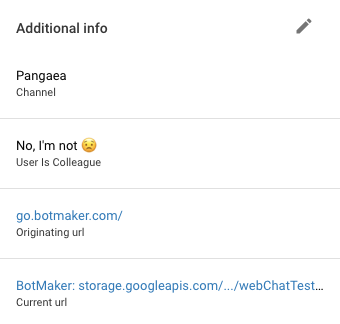 Additional info
Pangaea
Channel
No, I'm not 😟
User Is Colleague
go.botmaker.com/
Originating url
BotMaker: storage.googleapis.com/.../webChatTest...
Current url